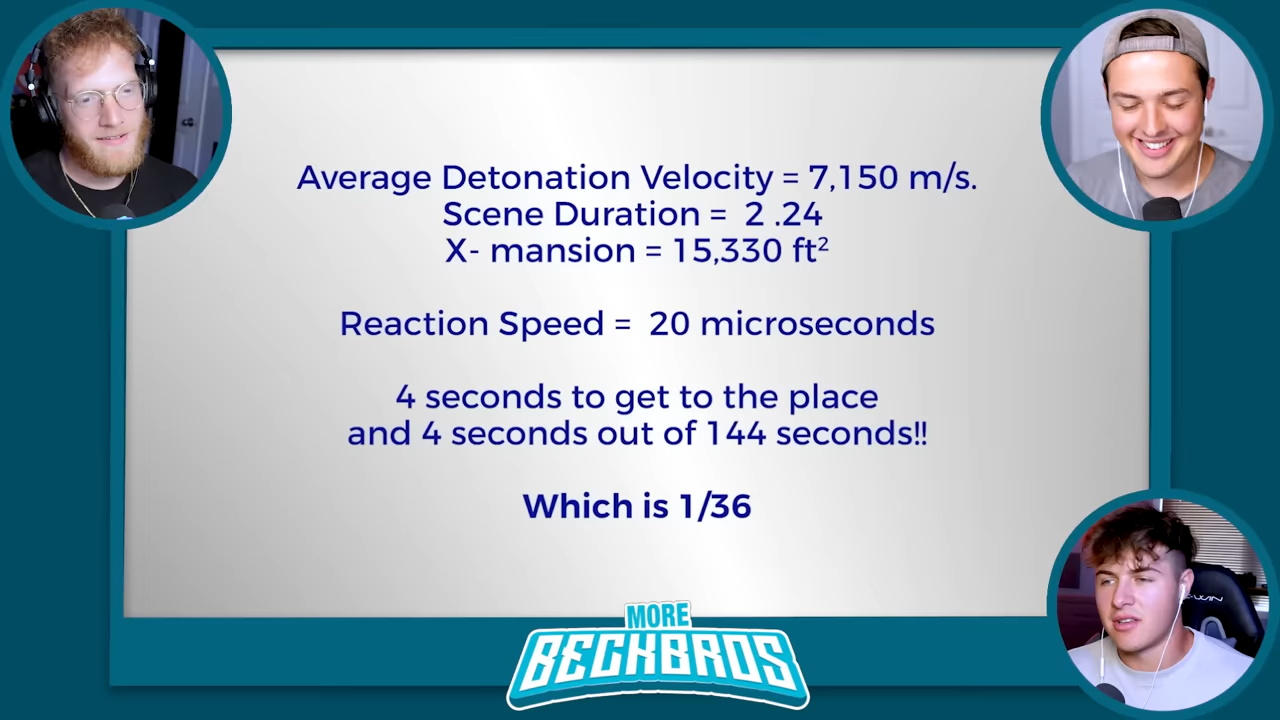 Average Detonation Velocity = 7,150 m/s.
Scene Duration = 2 .24
X- mansion = 15,330 ft²
Reaction Speed = 20 microseconds
4 seconds to get to the place
and 4 seconds out of 144 seconds!!
Which is 1/36
MORE
BECKBROS